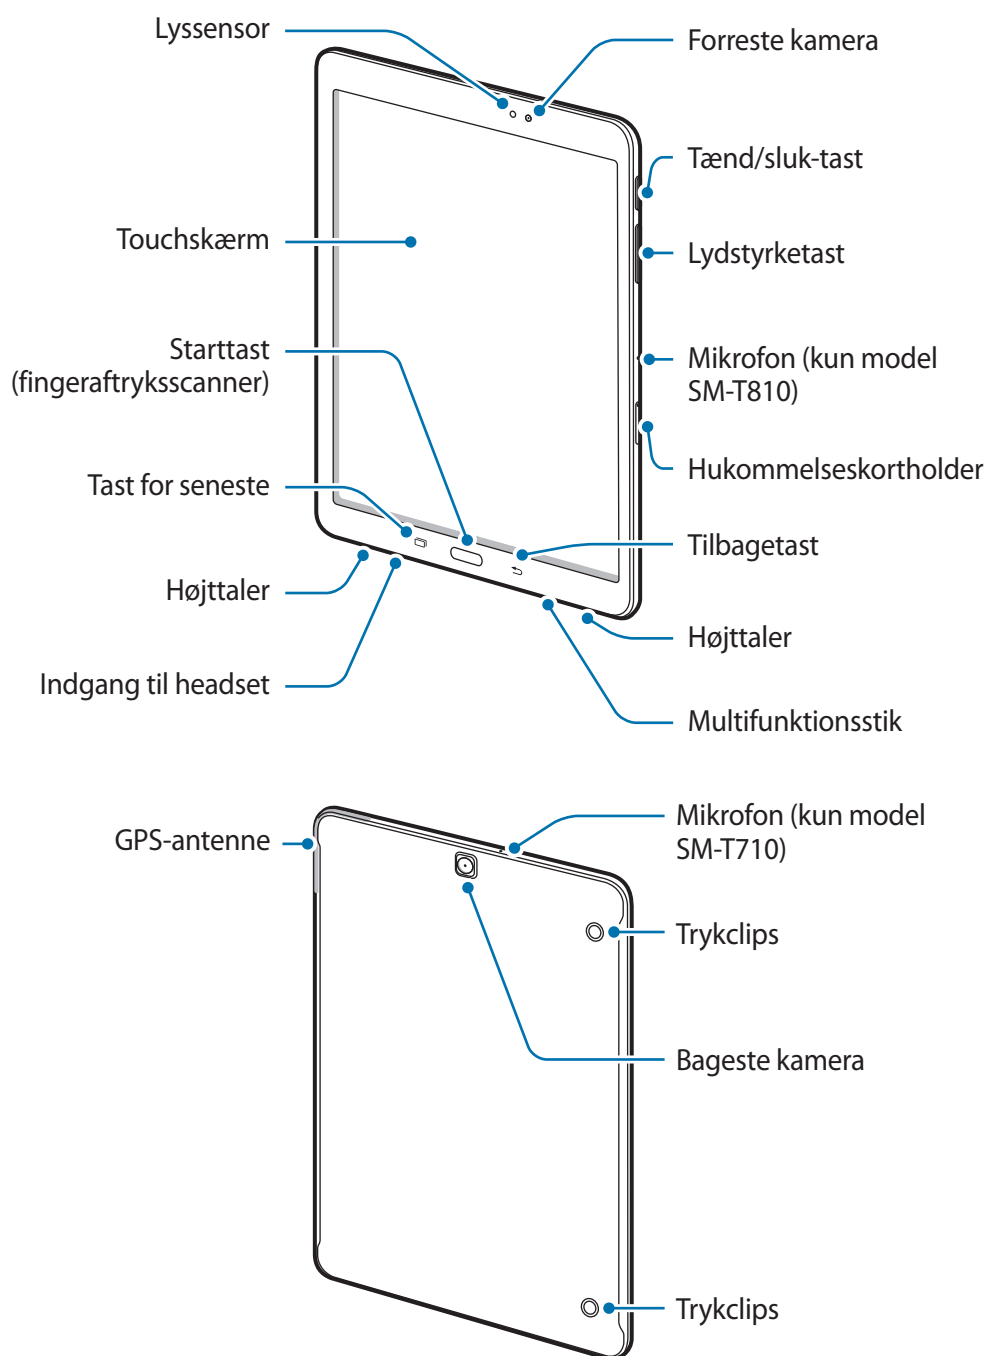 Lyssensor
Forreste kamera
Tænd/sluk-tast
Touchskærm
Lydstyrketast
Starttast
(fingeraftryksscanner)
Mikrofon (kun model
SM-T810)
Hukommelseskortholder
Tast for seneste
Tilbagetast
Højttaler
Højttaler
Indgang til headset
Multifunktionsstik
GPS-antenne
Mikrofon (kun model
SM-T710)
Trykclips
Bageste kamera
Trykclips